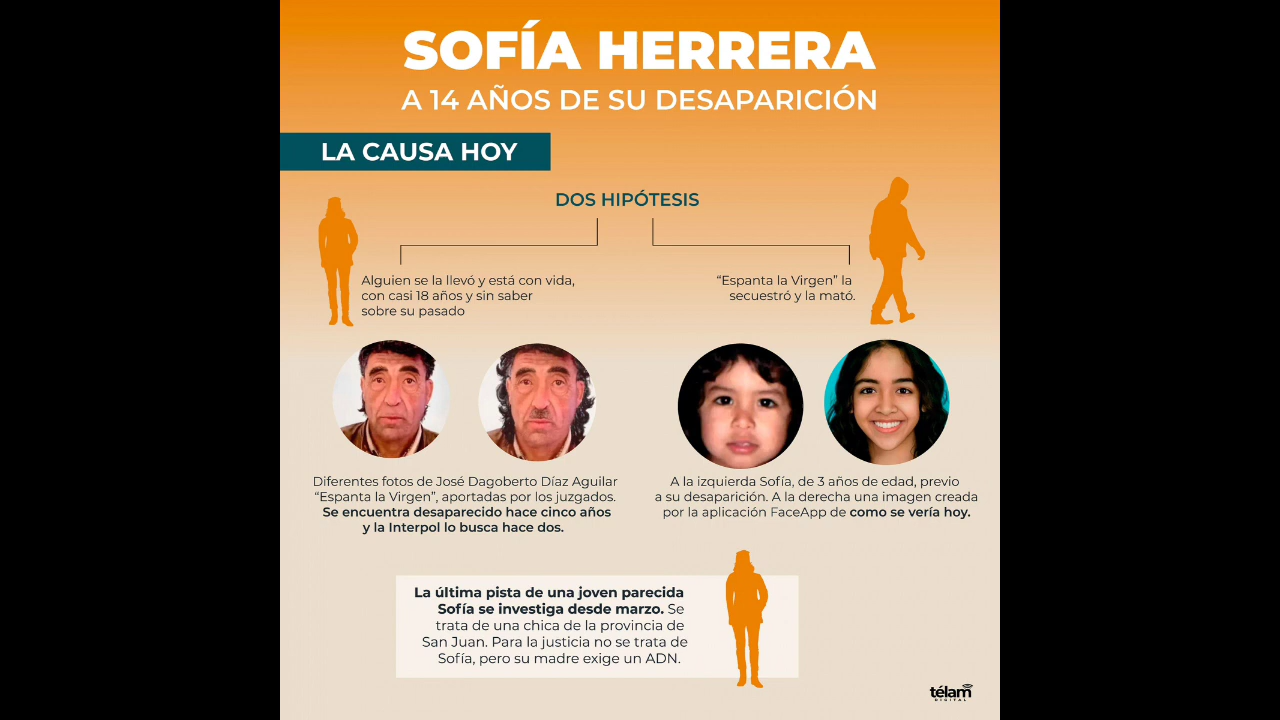 SOFÍA HERRERA
A 14 AÑOS DE SU DESAPARICIÓN
LA CAUSA HOY
DOS HIPÓTESIS
Alguien se la llevó y está con vida,
con casi 18 años y sin saber
sobre su pasado
“Espanta la Virgen” la
secuestró y la mató.
Diferentes fotos de José Dagoberto Díaz Aguilar
“Espanta la Virgen”, aportadas por los juzgados.
Se encuentra desaparecido hace cinco años
y la Interpol lo busca hace dos.
A la izquierda Sofía, de 3 años de edad, previo
a su desaparición. A la derecha una imagen creada
por la aplicación FaceApp de como se vería hoy.
La última pista de una joven parecida
Sofía se investiga desde marzo. Se
trata de una chica de la provincia de
San Juan. Para la justicia no se trata de
Sofía, pero su madre exige un ADN.
télam
DIGITAL